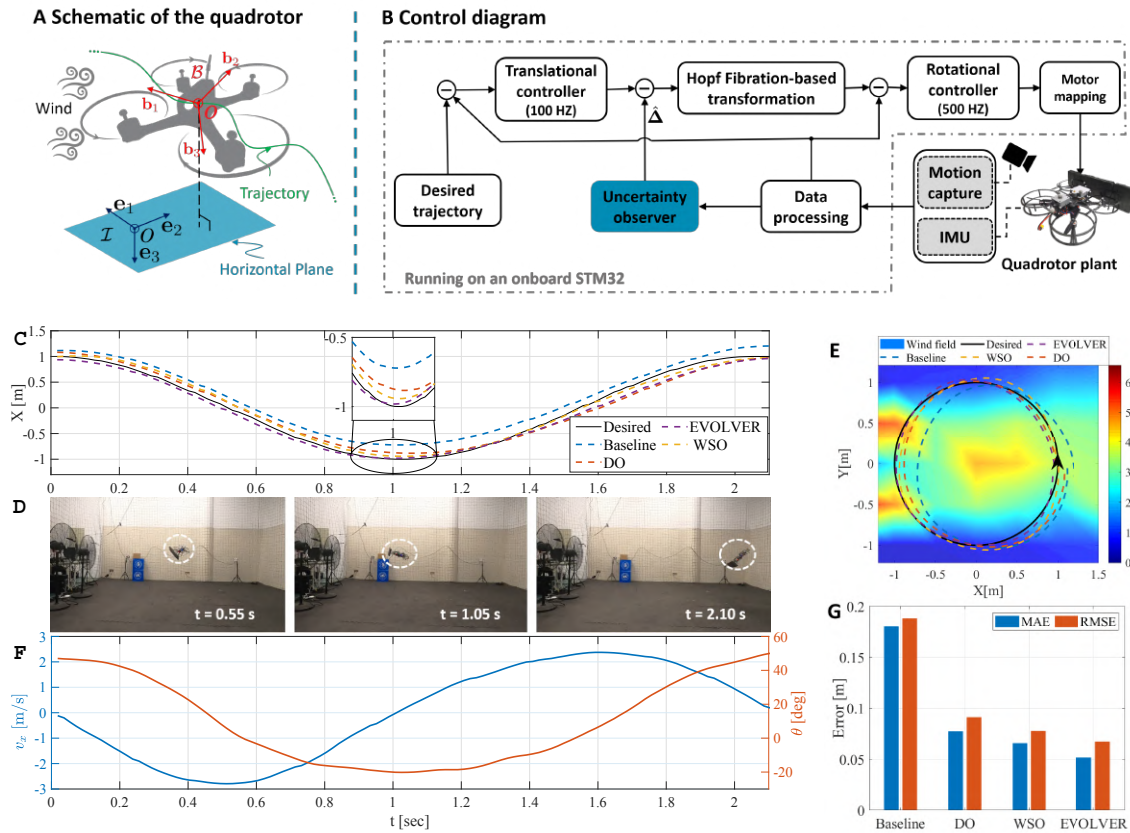 A Schematic of the quadrotor
Wind
b₂
B
b₁
O
b₃
Trajectory
e₁
I
O
e₂
e₃
Horizontal Plane
B Control diagram
Translational
controller
(100 HZ)
Hopf Fibration-based
transformation
Rotational
controller
(500 HZ)
Motor
mapping
Δ̂
Desired
trajectory
Uncertainty
observer
Data
processing
Motion
capture
IMU
Quadrotor plant
Running on an onboard STM32
C
X [m]
1.5
1
0.5
0
-0.5
-1
-0.5
-1
1
Desired
Baseline
DO
EVOLVER
WSO
0 0.2 0.4 0.6 0.8 1 1.2 1.4 1.6 1.8 2
D
t = 0.55 s
t = 1.05 s
t = 2.10 s
E
Wind field Desired EVOLVER
Baseline WSO DO
Y[m]
1
0.5
0
-0.5
-1
-1 -0.5 0 0.5 1 1.5
X[m]
6
5
4
3
2
1
0
F
vₓ [m/s]
3
2
1
0
-1
-2
-3
60
40
20
0
-20
θ [deg]
0 0.2 0.4 0.6 0.8 1 1.2 1.4 1.6 1.8 2
t [sec]
G
MAE RMSE
Error [m]
0.2
0.15
0.1
0.05
0
Baseline DO WSO EVOLVER